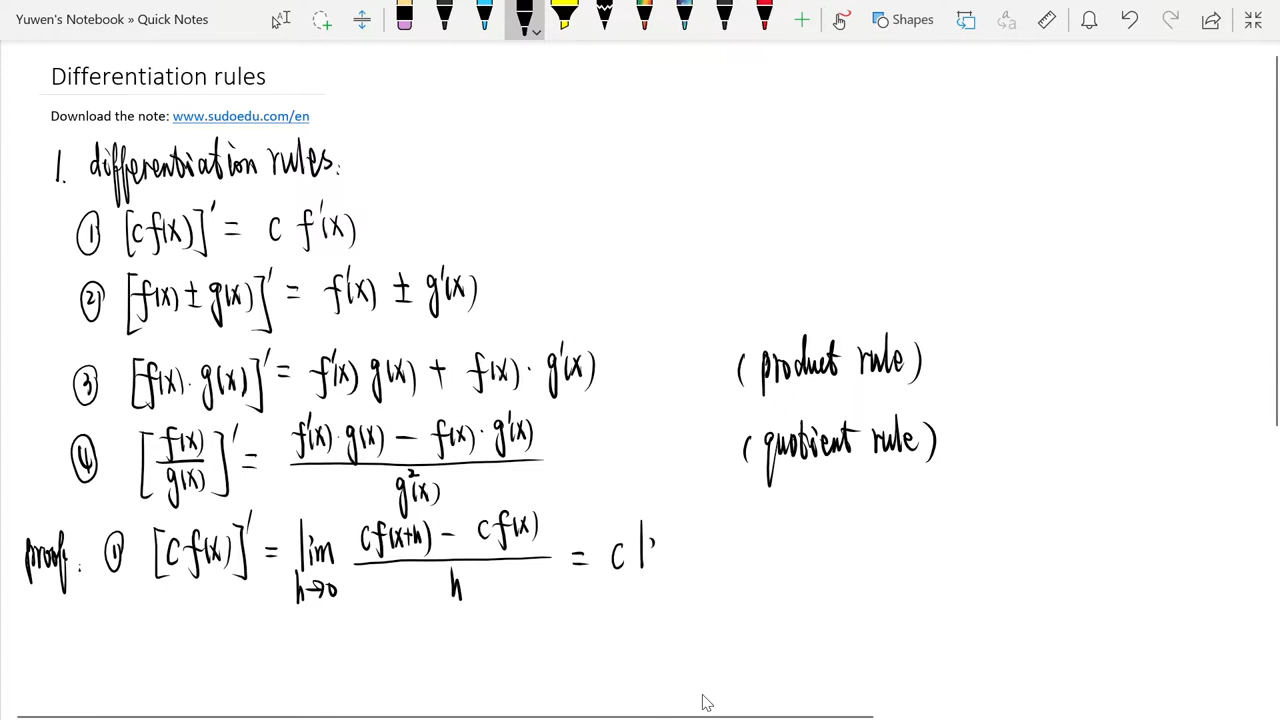 Yuwen's Notebook » Quick Notes
Shapes
Differentiation rules
Download the note: www.sudoedu.com/en
1. differentiation rules:
① [cf(x)]' = c f'(x)
② [f(x) ± g(x)]' = f'(x) ± g'(x)
③ [f(x)·g(x)]' = f'(x) g(x) + f(x)·g'(x) (product rule)
④ [f(x)/g(x)]' = (f'(x)·g(x) − f(x)·g'(x))/g²(x) (quotient rule)
proof: ① [cf(x)]' = lim h→0 (cf(x+h) − cf(x))/h = c